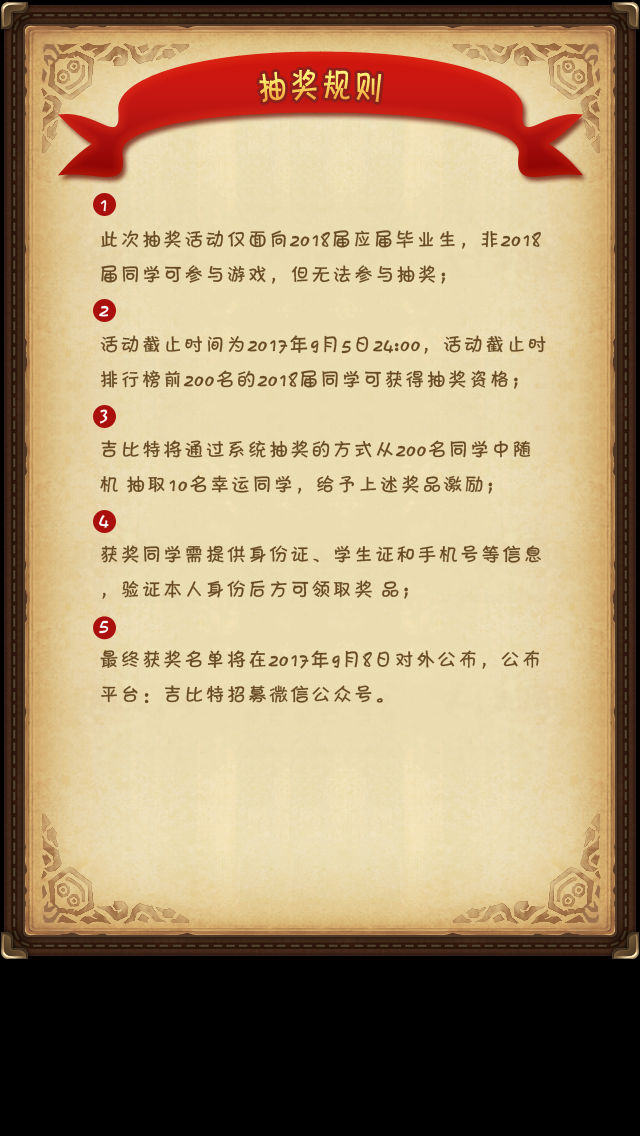 抽奖规则
1
此次抽奖活动仅面向2018届应届毕业生，非2018
届同学可参与游戏，但无法参与抽奖；
2
活动截止时间为2017年9月5日24:00，活动截止时
排行榜前200名的2018届同学可获得抽奖资格；
3
吉比特将通过系统抽奖的方式从200名同学中随
机 抽取10名幸运同学，给予上述奖品激励；
4
获奖同学需提供身份证、学生证和手机号等信息
，验证本人身份后方可领取奖 品；
5
最终获奖名单将在2017年9月8日对外公布，公布
平台：吉比特招募微信公众号。